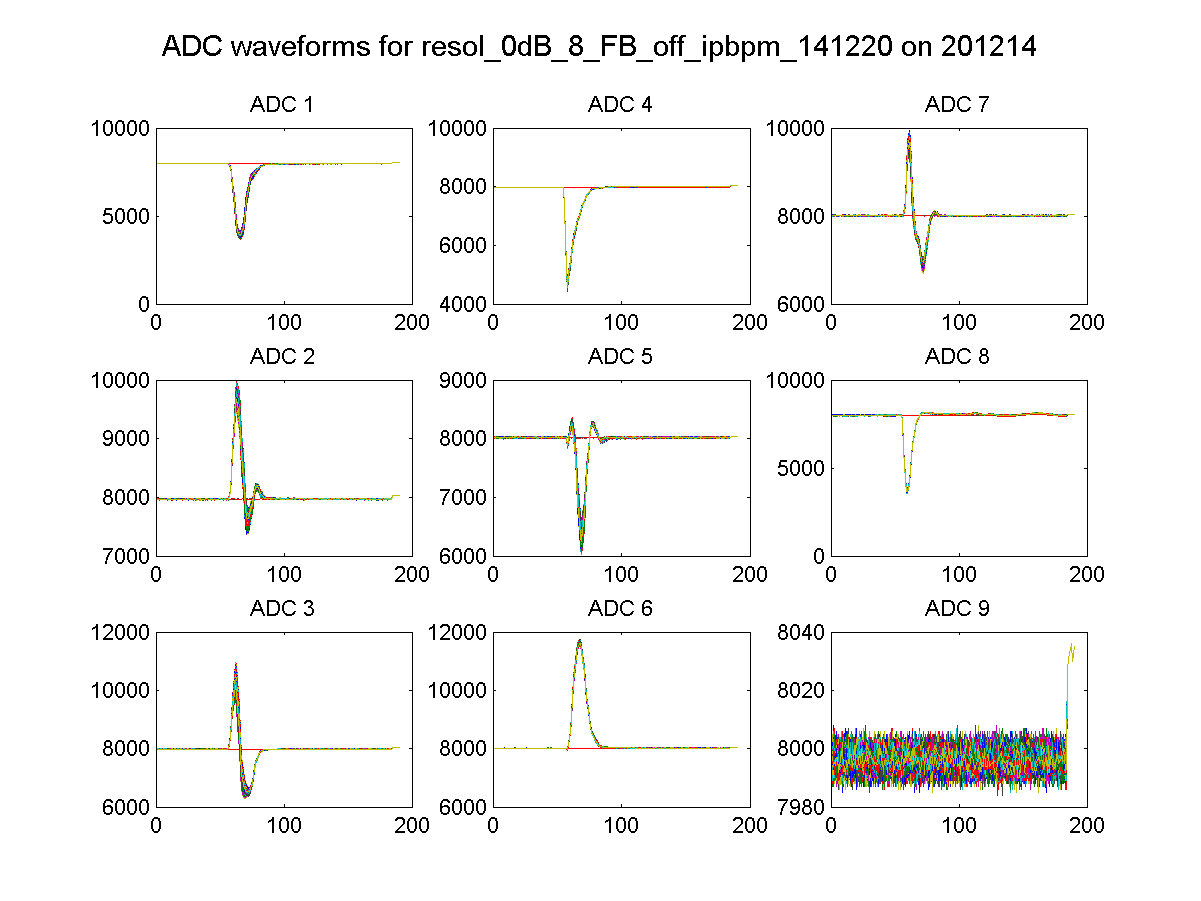 ADC waveforms for resol_0dB_8_FB_off_ipbpm_141220 on 201214
ADC 1
10000
5000
0
0 100 200
ADC 4
10000
8000
6000
4000
0 100 200
ADC 7
10000
8000
6000
0 100 200
ADC 2
10000
9000
8000
7000
0 100 200
ADC 5
9000
8000
7000
6000
0 100 200
ADC 8
10000
5000
0
0 100 200
ADC 3
12000
10000
8000
6000
0 100 200
ADC 6
12000
10000
8000
6000
0 100 200
ADC 9
8040
8020
8000
7980
0 100 200